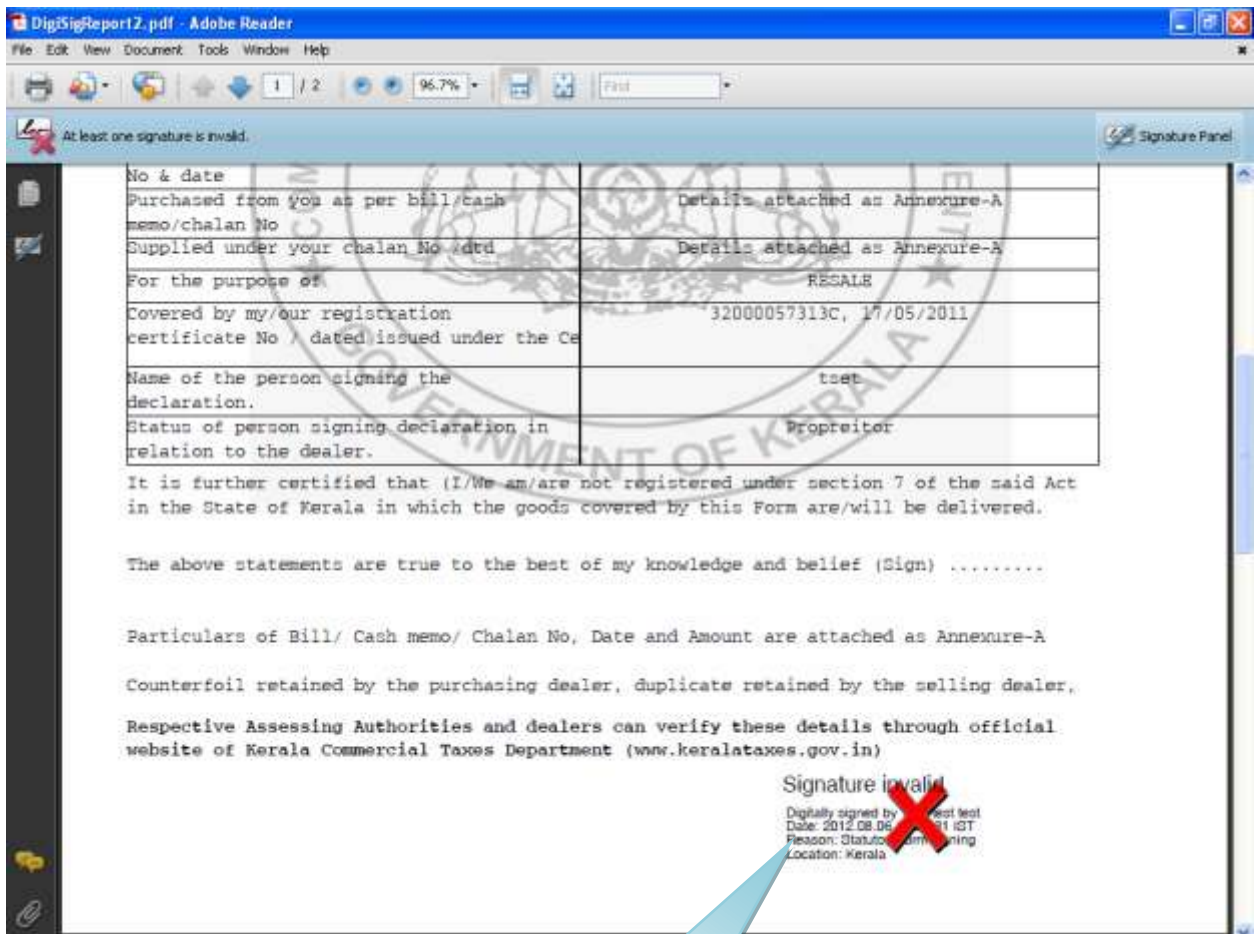 DigiSigReport2.pdf - Adobe Reader
File Edit View Document Tools Window Help
1 / 2 96.7% Find
At least one signature is invalid. Signature Panel
No & date
Purchased from you as per bill/cash Details attached as Annexure-A
memo/chalan No
Supplied under your chalan No /dtd Details attached as Annexure-A
For the purpose of RESALE
Covered by my/our registration 32000057313C, 17/05/2011
certificate No / dated issued under the Ce
Name of the person signing the tset
declaration.
Status of person signing declaration in Propreitor
relation to the dealer.
GOVERNMENT OF KERALA
It is further certified that (I/We am/are not registered under section 7 of the said Act
in the State of Kerala in which the goods covered by this Form are/will be delivered.
The above statements are true to the best of my knowledge and belief (Sign) .........
Particulars of Bill/ Cash memo/ Chalan No, Date and Amount are attached as Annexure-A
Counterfoil retained by the purchasing dealer, duplicate retained by the selling dealer,
Respective Assessing Authorities and dealers can verify these details through official
website of Kerala Commercial Taxes Department (www.keralataxes.gov.in)
Signature invalid
Digitally signed by test
Date: 2012.08.06 IST
Reason:
Location: Kerala